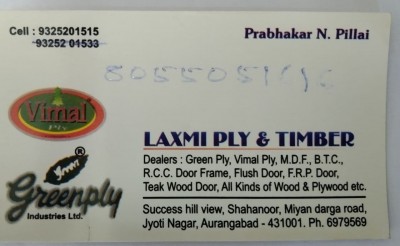 Cell : 9325201515
93252 01533
Prabhakar N. Pillai
Vimal
Ply
Greenply
Industries Ltd.
LAXMI PLY & TIMBER
Dealers : Green Ply, Vimal Ply, M.D.F., B.T.C.,
R.C.C. Door Frame, Flush Door, F.R.P. Door,
Teak Wood Door, All Kinds of Wood & Plywood etc.
Success hill view, Shahanoor, Miyan darga road,
Jyoti Nagar, Aurangabad - 431001. Ph. 6979569